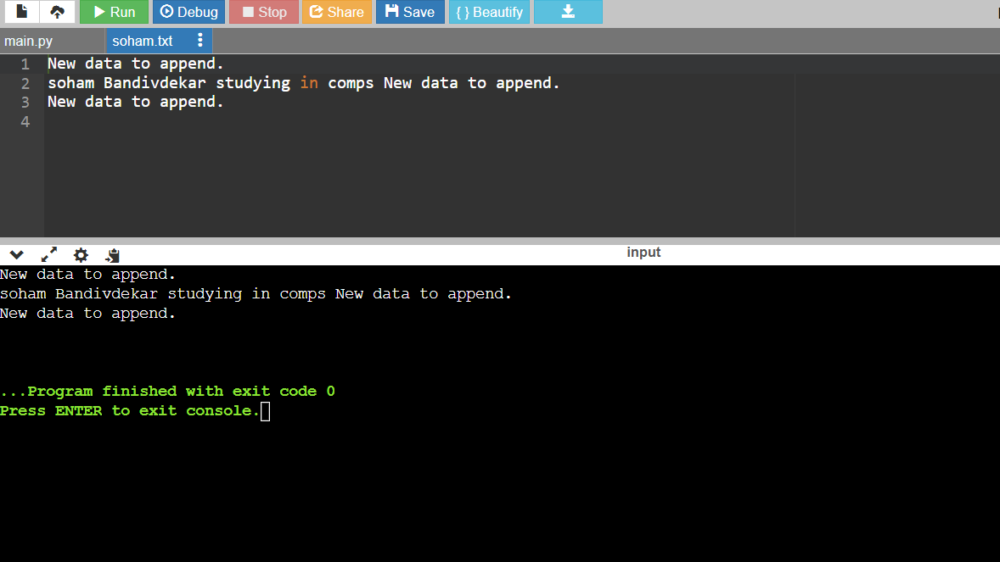 Run Debug Stop Share Save { } Beautify
main.py soham.txt
1 New data to append.
2 soham Bandivdekar studying in comps New data to append.
3 New data to append.
4
input
New data to append.
soham Bandivdekar studying in comps New data to append.
New data to append.
...Program finished with exit code 0
Press ENTER to exit console.